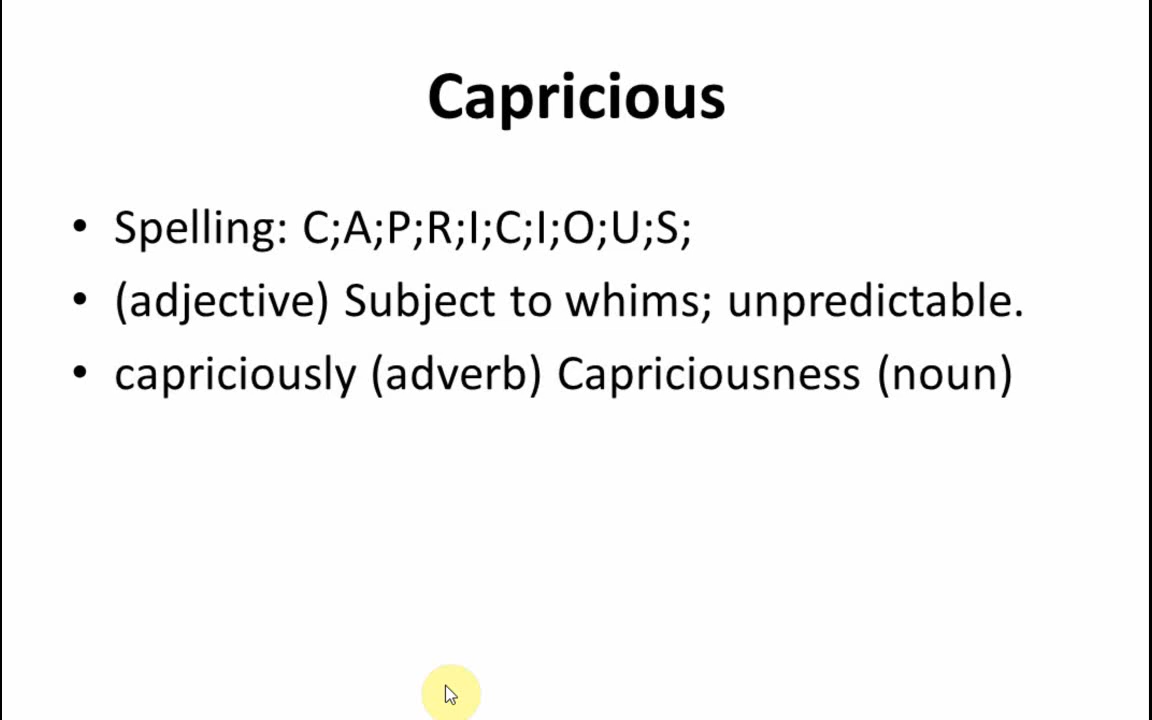 Capricious
• Spelling: C;A;P;R;I;C;I;O;U;S;
• (adjective) Subject to whims; unpredictable.
• capriciously (adverb) Capriciousness (noun)